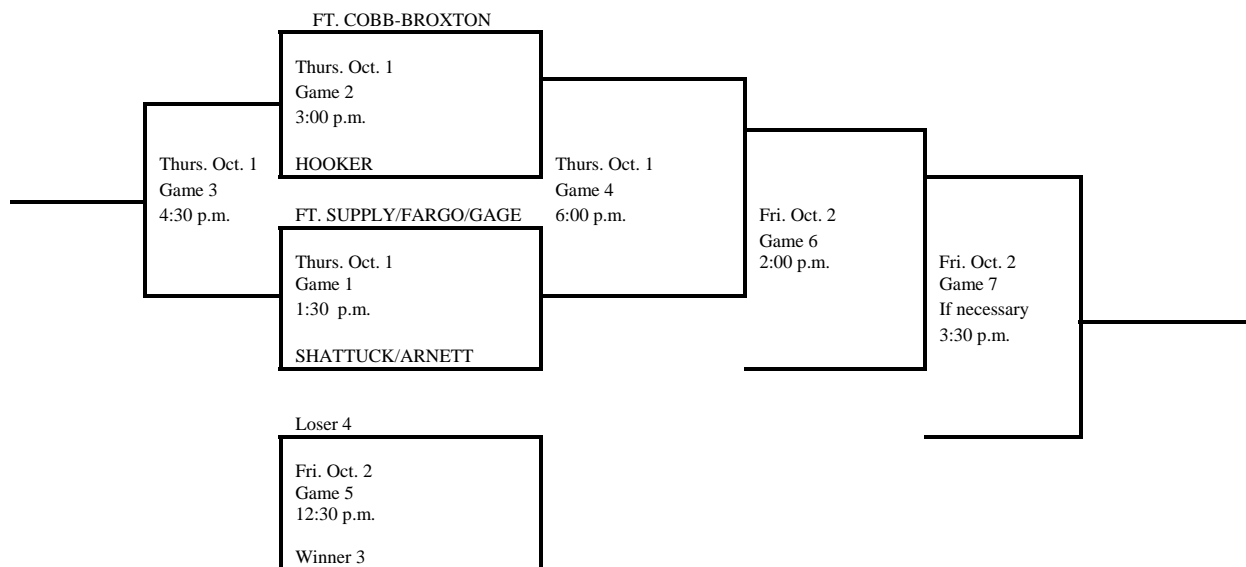 FT. COBB-BROXTON
Thurs. Oct. 1
Game 2
3:00 p.m.
HOOKER
Thurs. Oct. 1
Game 3
4:30 p.m.
Thurs. Oct. 1
Game 4
6:00 p.m.
FT. SUPPLY/FARGO/GAGE
Thurs. Oct. 1
Game 1
1:30 p.m.
SHATTUCK/ARNETT
Fri. Oct. 2
Game 6
2:00 p.m.
Fri. Oct. 2
Game 7
If necessary
3:30 p.m.
Loser 4
Fri. Oct. 2
Game 5
12:30 p.m.
Winner 3